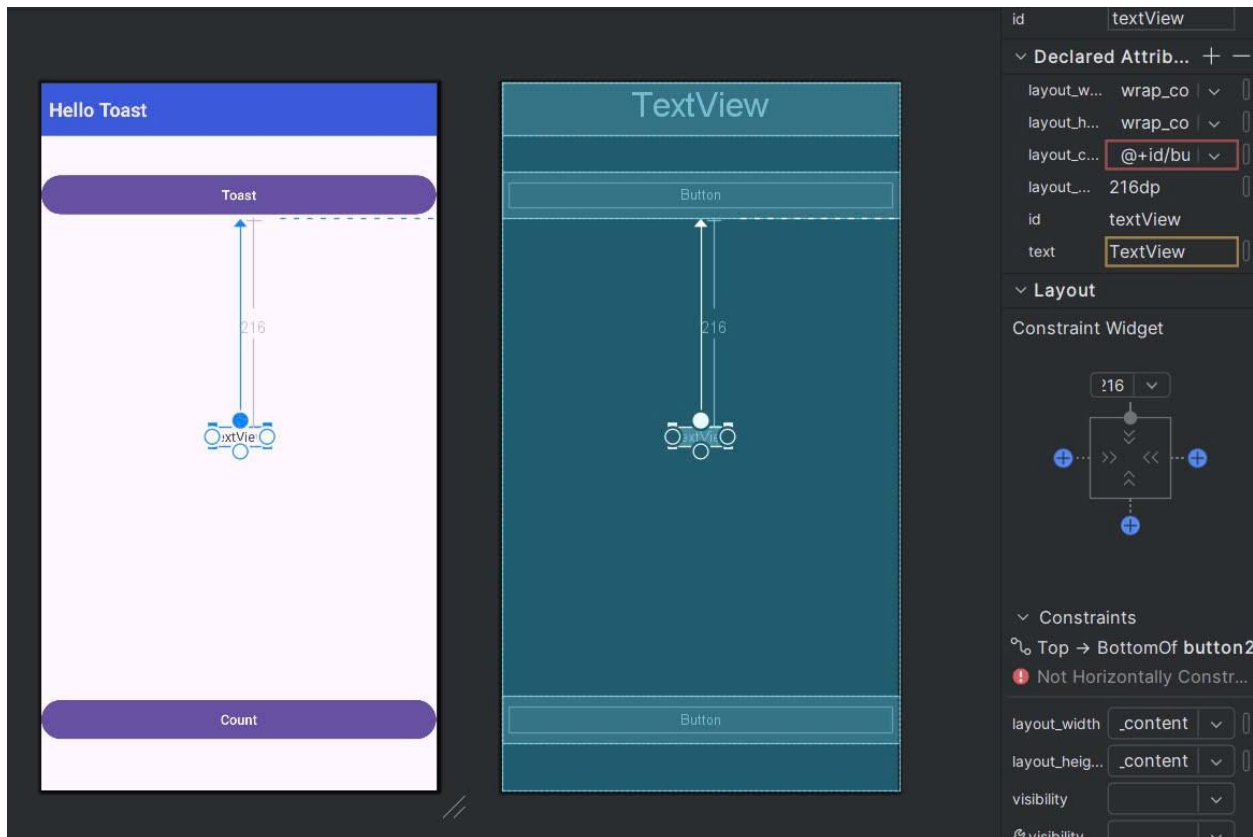 Hello Toast
Toast
216
Count
TextView
Button
216
Button
id textView
Declared Attrib...
layout_w... wrap_co
layout_h... wrap_co
layout_c... @+id/bu
layout_... 216dp
id textView
text TextView
Layout
Constraint Widget
216
Constraints
Top → BottomOf button2
Not Horizontally Constr...
layout_width _content
layout_heig... _content
visibility
visibility